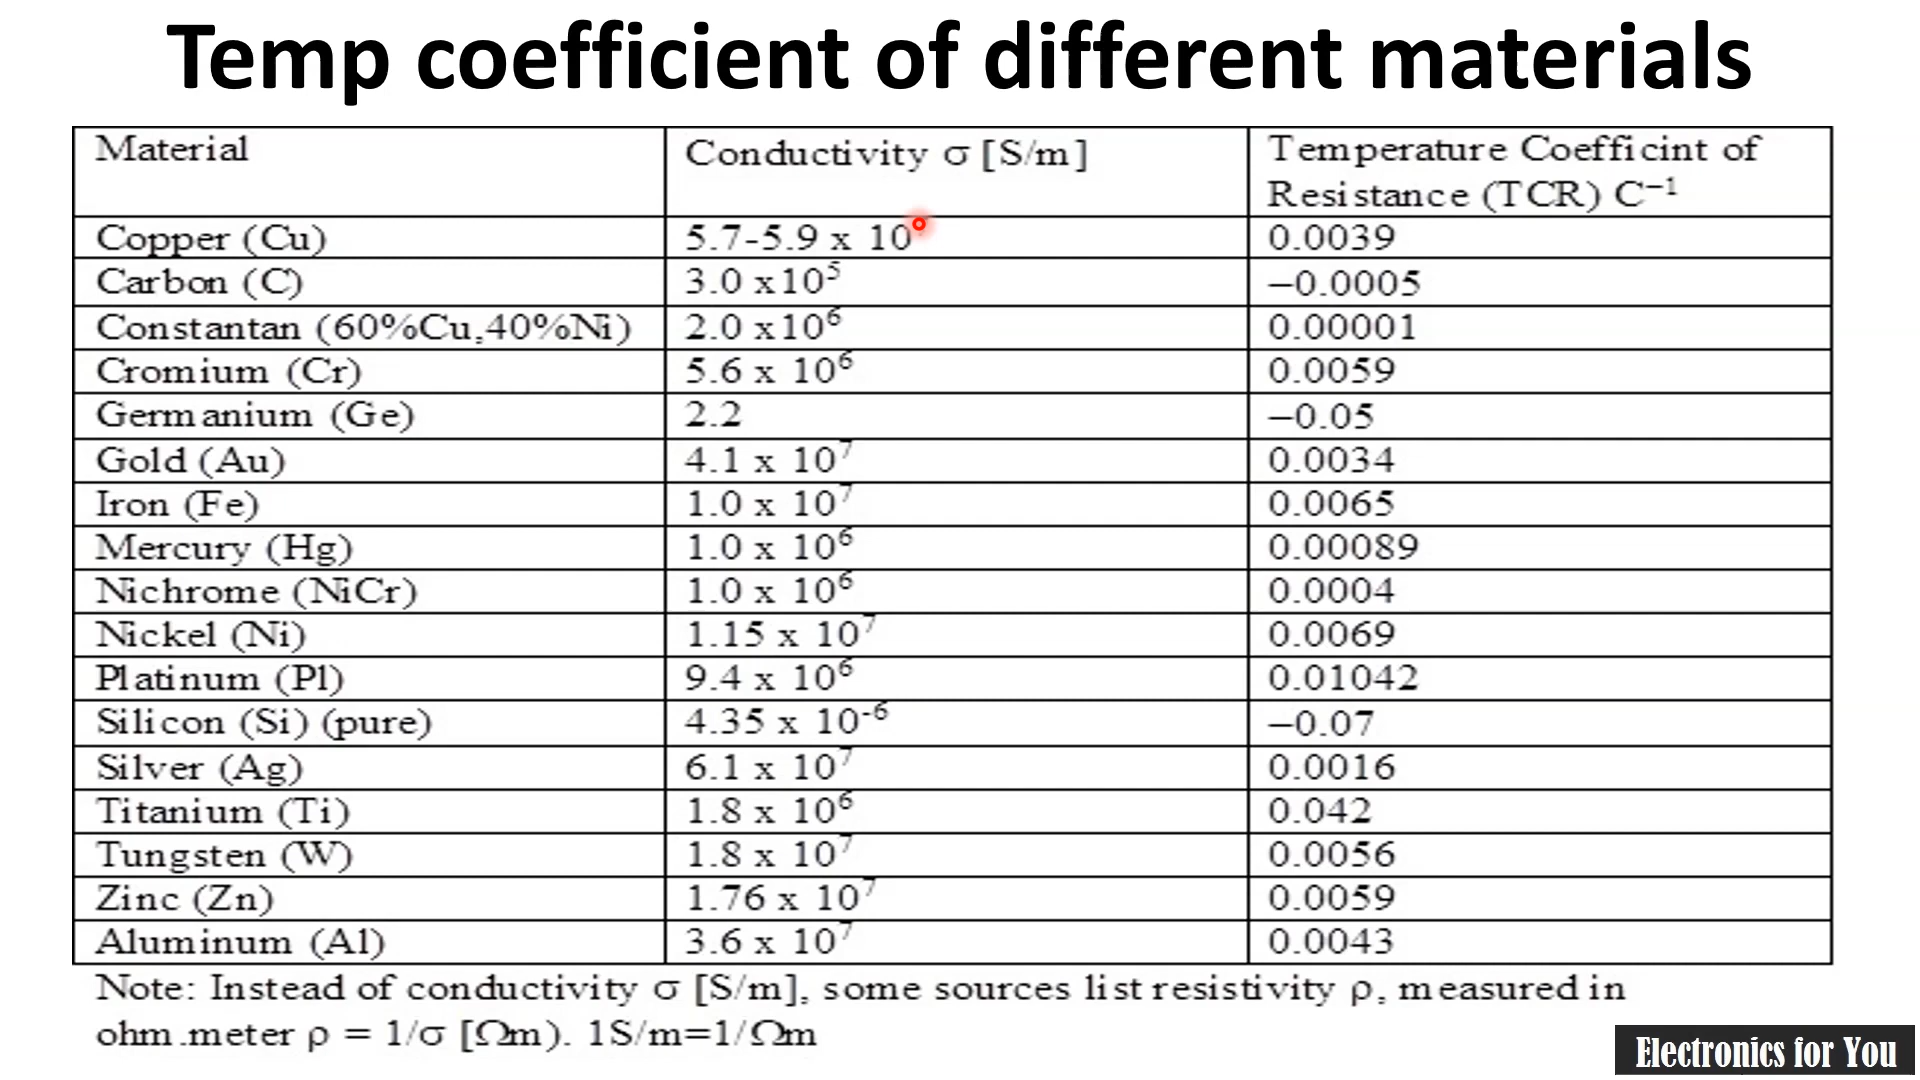 Temp coefficient of different materials
Material Conductivity σ [S/m] Temperature Coefficint of
Resistance (TCR) C⁻¹
Copper (Cu) 5.7-5.9 x 10
Carbon (C) 3.0 x10⁵ −0.0005
Constantan (60%Cu,40%Ni) 2.0 x10⁶ 0.00001
Cromium (Cr) 5.6 x 10⁶ 0.0059
Germanium (Ge) 2.2 −0.05
Gold (Au) 4.1 x 10⁷ 0.0034
Iron (Fe) 1.0 x 10⁷ 0.0065
Mercury (Hg) 1.0 x 10⁶ 0.00089
Nichrome (NiCr) 1.0 x 10⁶ 0.0004
Nickel (Ni) 1.15 x 10⁷ 0.0069
Platinum (Pl) 9.4 x 10⁶ 0.01042
Silicon (Si) (pure) 4.35 x 10⁻⁶ −0.07
Silver (Ag) 6.1 x 10⁷ 0.0016
Titanium (Ti) 1.8 x 10⁶ 0.042
Tungsten (W) 1.8 x 10⁷ 0.0056
Zinc (Zn) 1.76 x 10⁷ 0.0059
Aluminum (Al) 3.6 x 10⁷ 0.0043
Note: Instead of conductivity σ [S/m], some sources list resistivity ρ, measured in
ohm.meter ρ = 1/σ [Ωm). 1S/m=1/Ωm
Electronics for You